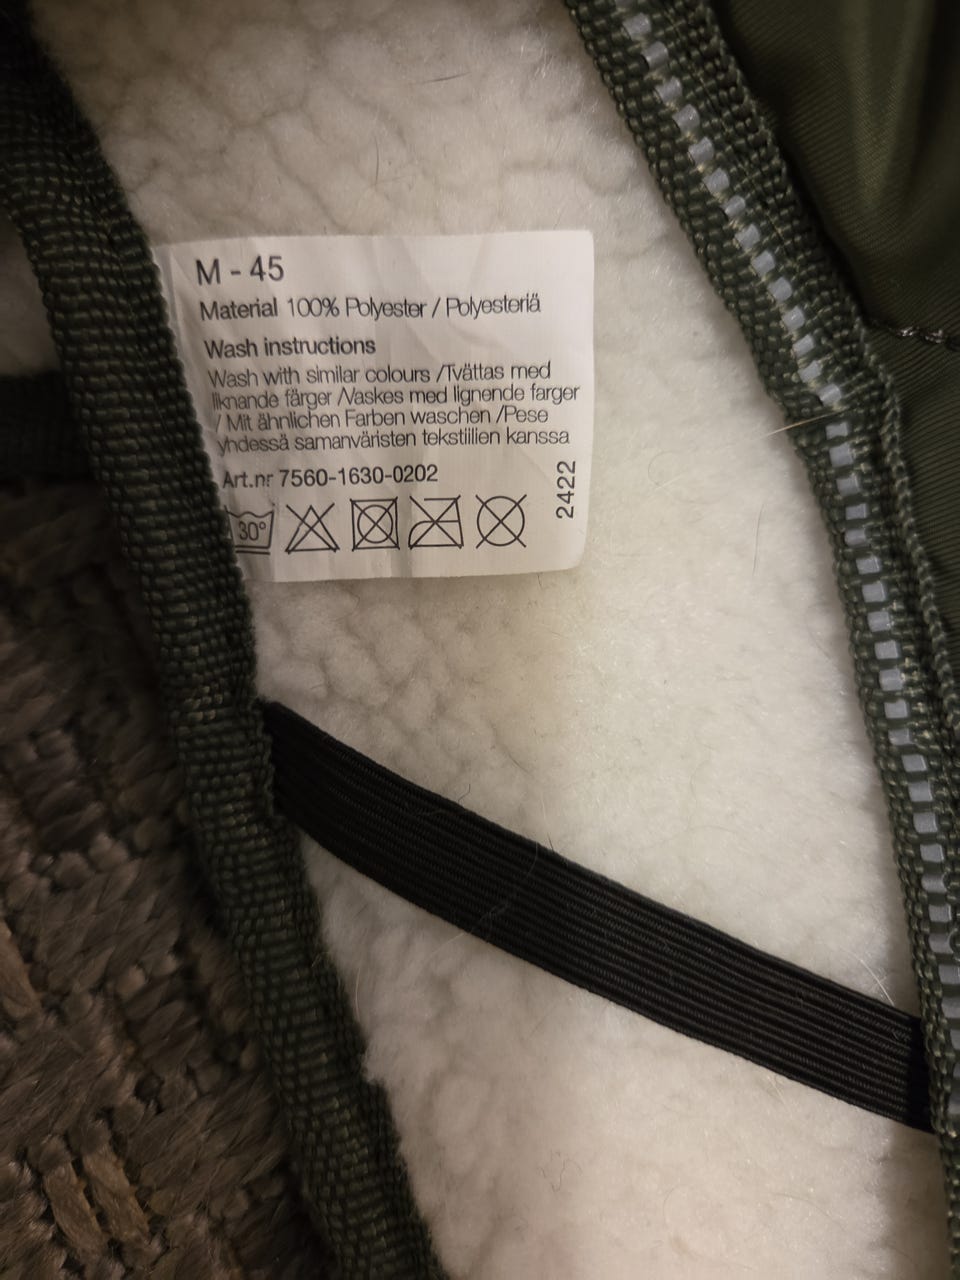 M - 45
Material 100% Polyester / Polyesteriä
Wash instructions
Wash with similar colours /Tvättas med
liknande färger /Vaskes med lignende farger
/ Mit ähnlichen Farben waschen /Pese
yhdessä samanväristen tekstiilien kanssa
Art.nr 7560-1630-0202
30°
2422